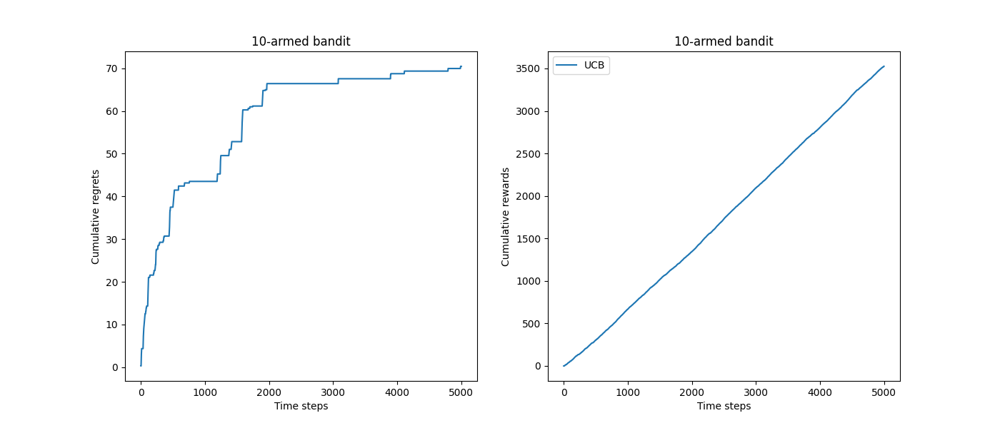 10-armed bandit
Cumulative regrets
70
60
50
40
30
20
10
0
0 1000 2000 3000 4000 5000
Time steps
10-armed bandit
UCB
Cumulative rewards
3500
3000
2500
2000
1500
1000
500
0
0 1000 2000 3000 4000 5000
Time steps